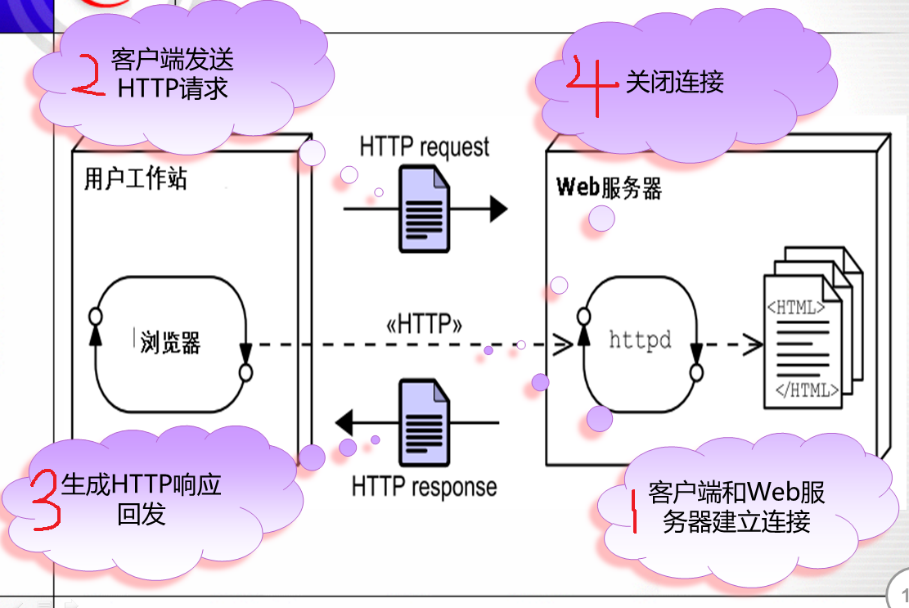 2 客户端发送
HTTP请求
4 关闭连接
HTTP request
用户工作站
Web服务器
«HTTP»
浏览器
httpd
<HTML>
</HTML>
HTTP response
3 生成HTTP响应
回发
1 客户端和Web服
务器建立连接
1